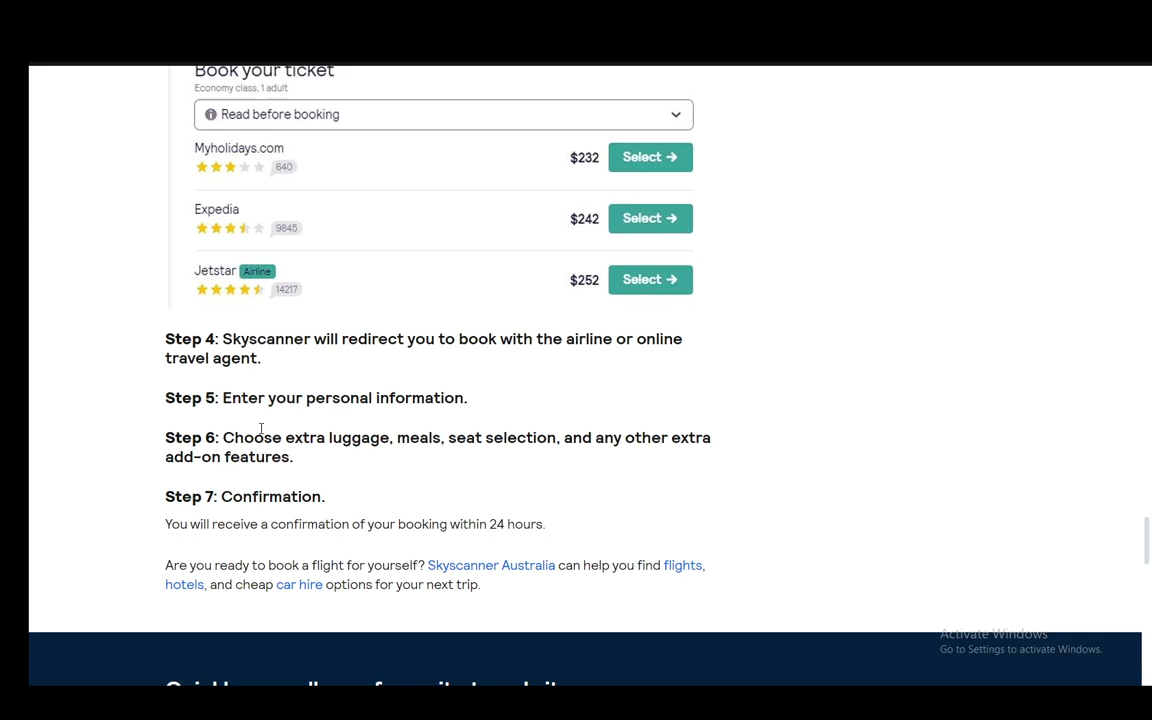 Book your ticket
Economy class, 1 adult
Read before booking
Myholidays.com
640
$232
Select →
Expedia
9845
$242
Select →
Jetstar Airline
14217
$252
Select →
Step 4: Skyscanner will redirect you to book with the airline or online
travel agent.
Step 5: Enter your personal information.
Step 6: Choose extra luggage, meals, seat selection, and any other extra
add-on features.
Step 7: Confirmation.
You will receive a confirmation of your booking within 24 hours.
Are you ready to book a flight for yourself? Skyscanner Australia can help you find flights,
hotels, and cheap car hire options for your next trip.
Activate Windows
Go to Settings to activate Windows.